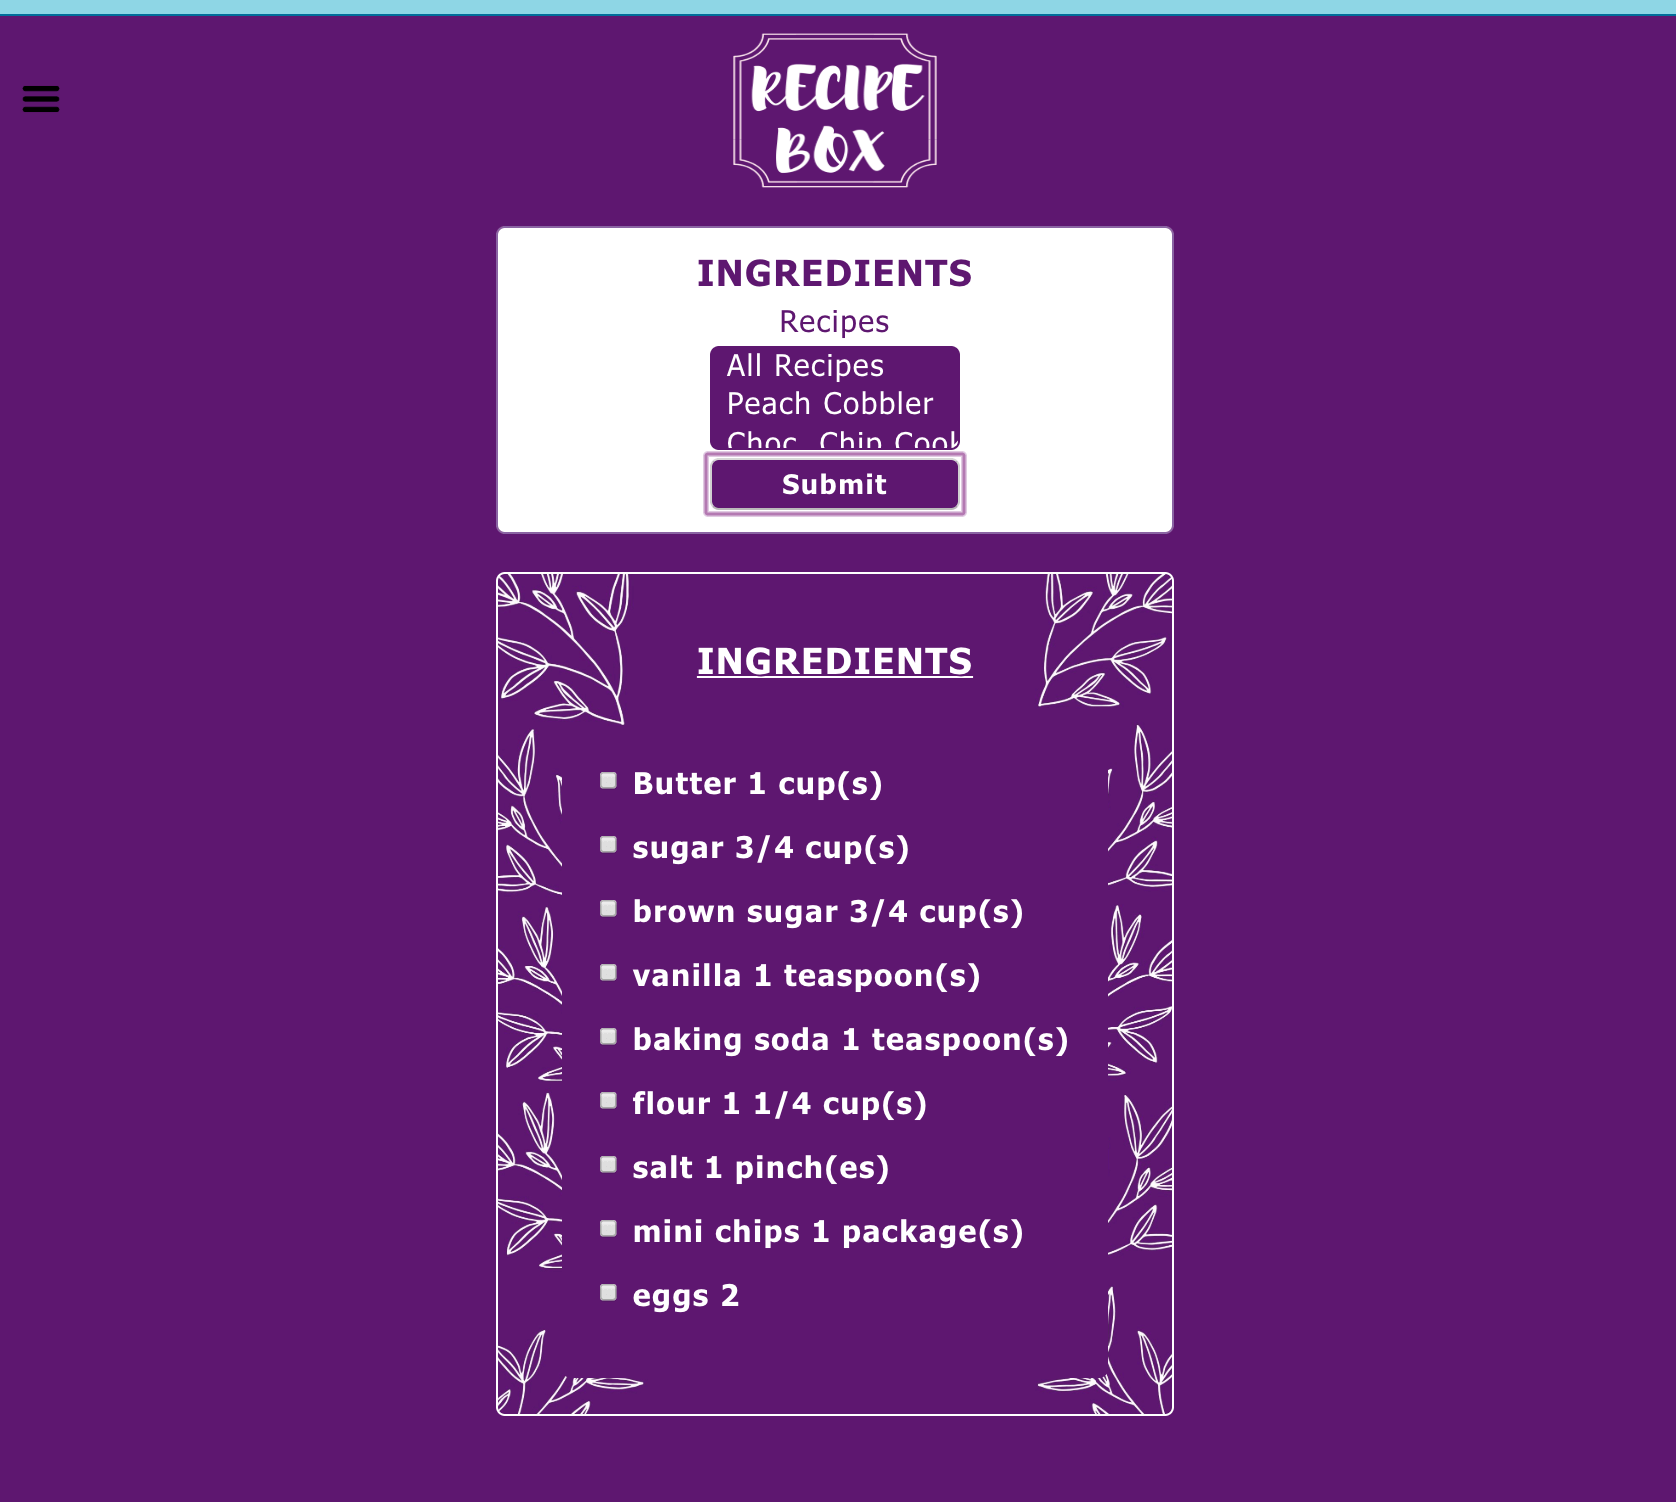 RECIPE
BOX
INGREDIENTS
Recipes
All Recipes
Peach Cobbler
Choc. Chip
Submit
INGREDIENTS
Butter 1 cup(s)
sugar 3/4 cup(s)
brown sugar 3/4 cup(s)
vanilla 1 teaspoon(s)
baking soda 1 teaspoon(s)
flour 1 1/4 cup(s)
salt 1 pinch(es)
mini chips 1 package(s)
eggs 2